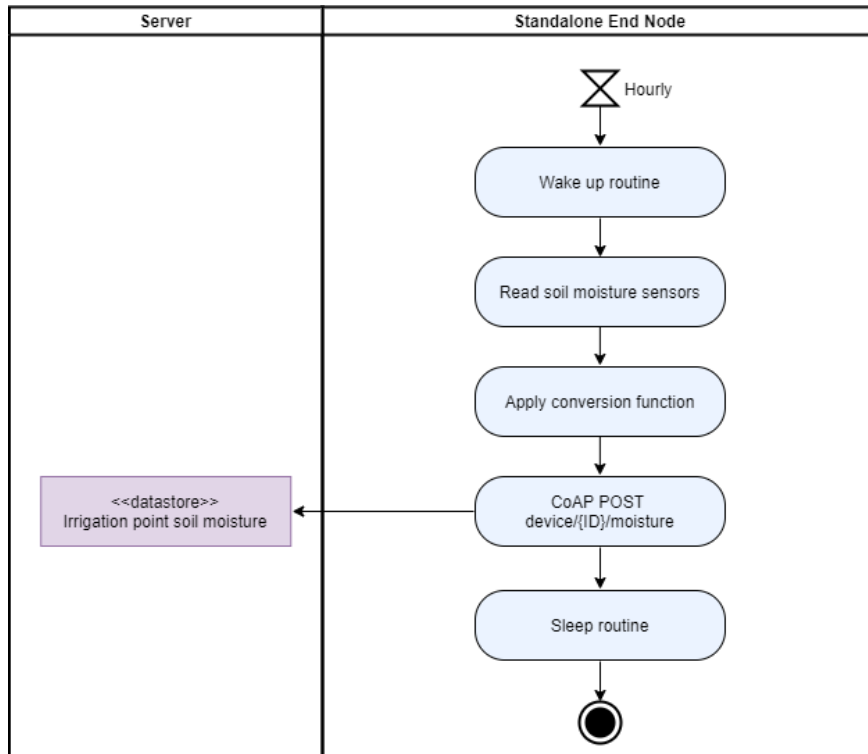 Server
Standalone End Node
Hourly
Wake up routine
Read soil moisture sensors
Apply conversion function
<<datastore>>
Irrigation point soil moisture
CoAP POST
device/{ID}/moisture
Sleep routine